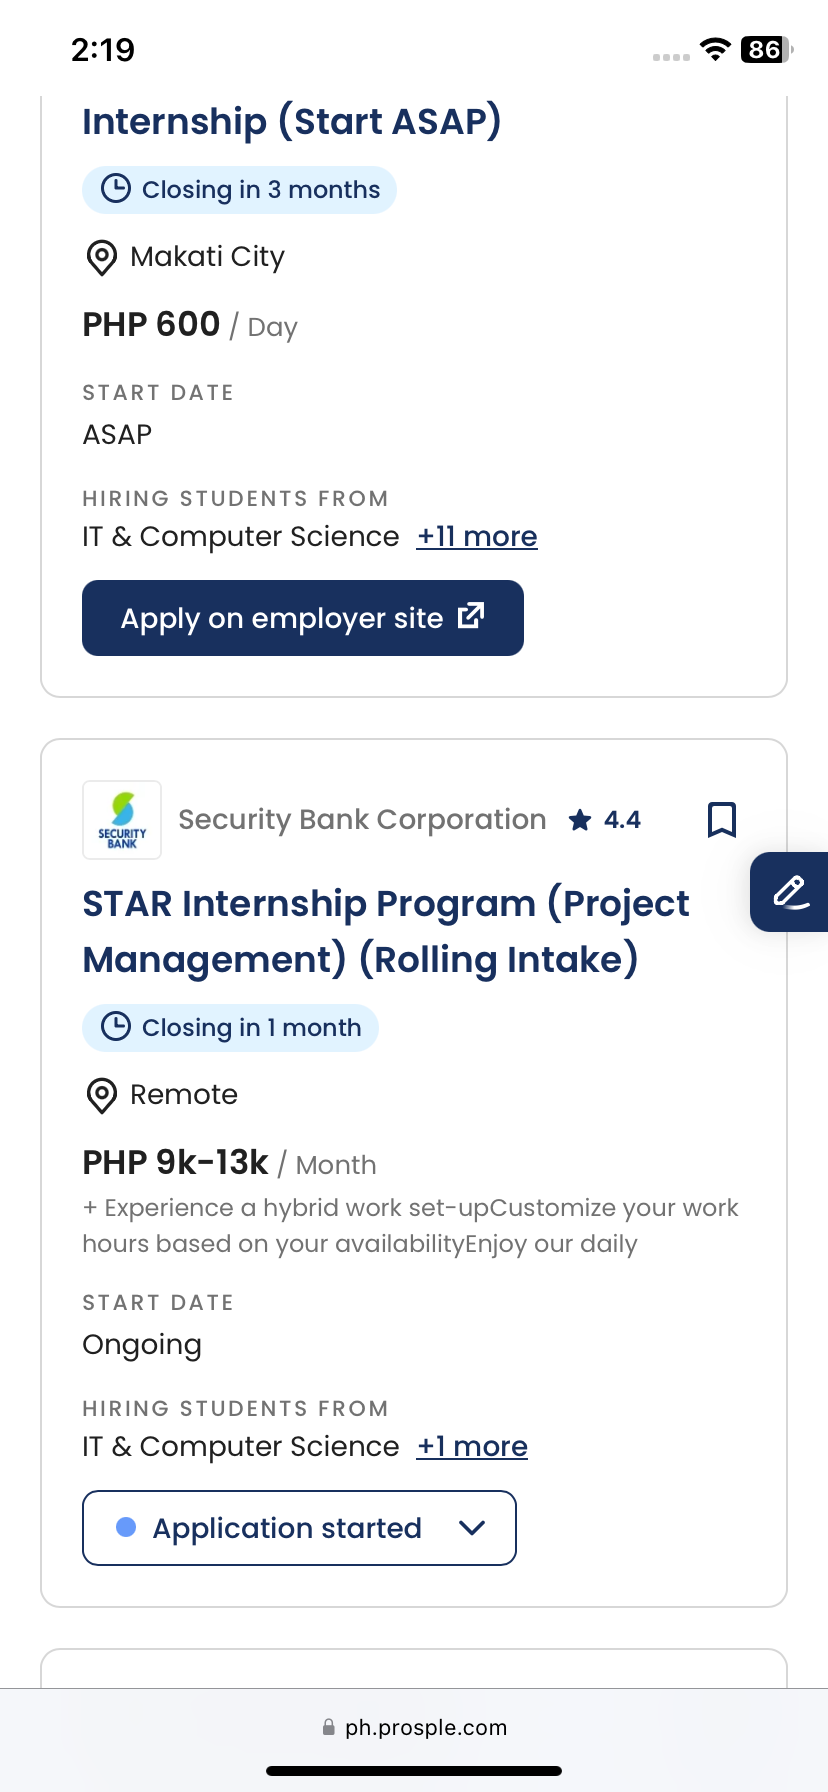 2:19
86
Internship (Start ASAP)
Closing in 3 months
Makati City
PHP 600 / Day
START DATE
ASAP
HIRING STUDENTS FROM
IT & Computer Science +11 more
Apply on employer site
SECURITY
BANK
Security Bank Corporation ★ 4.4
STAR Internship Program (Project
Management) (Rolling Intake)
Closing in 1 month
Remote
PHP 9k-13k / Month
+ Experience a hybrid work set-upCustomize your work
hours based on your availabilityEnjoy our daily
START DATE
Ongoing
HIRING STUDENTS FROM
IT & Computer Science +1 more
Application started
ph.prosple.com